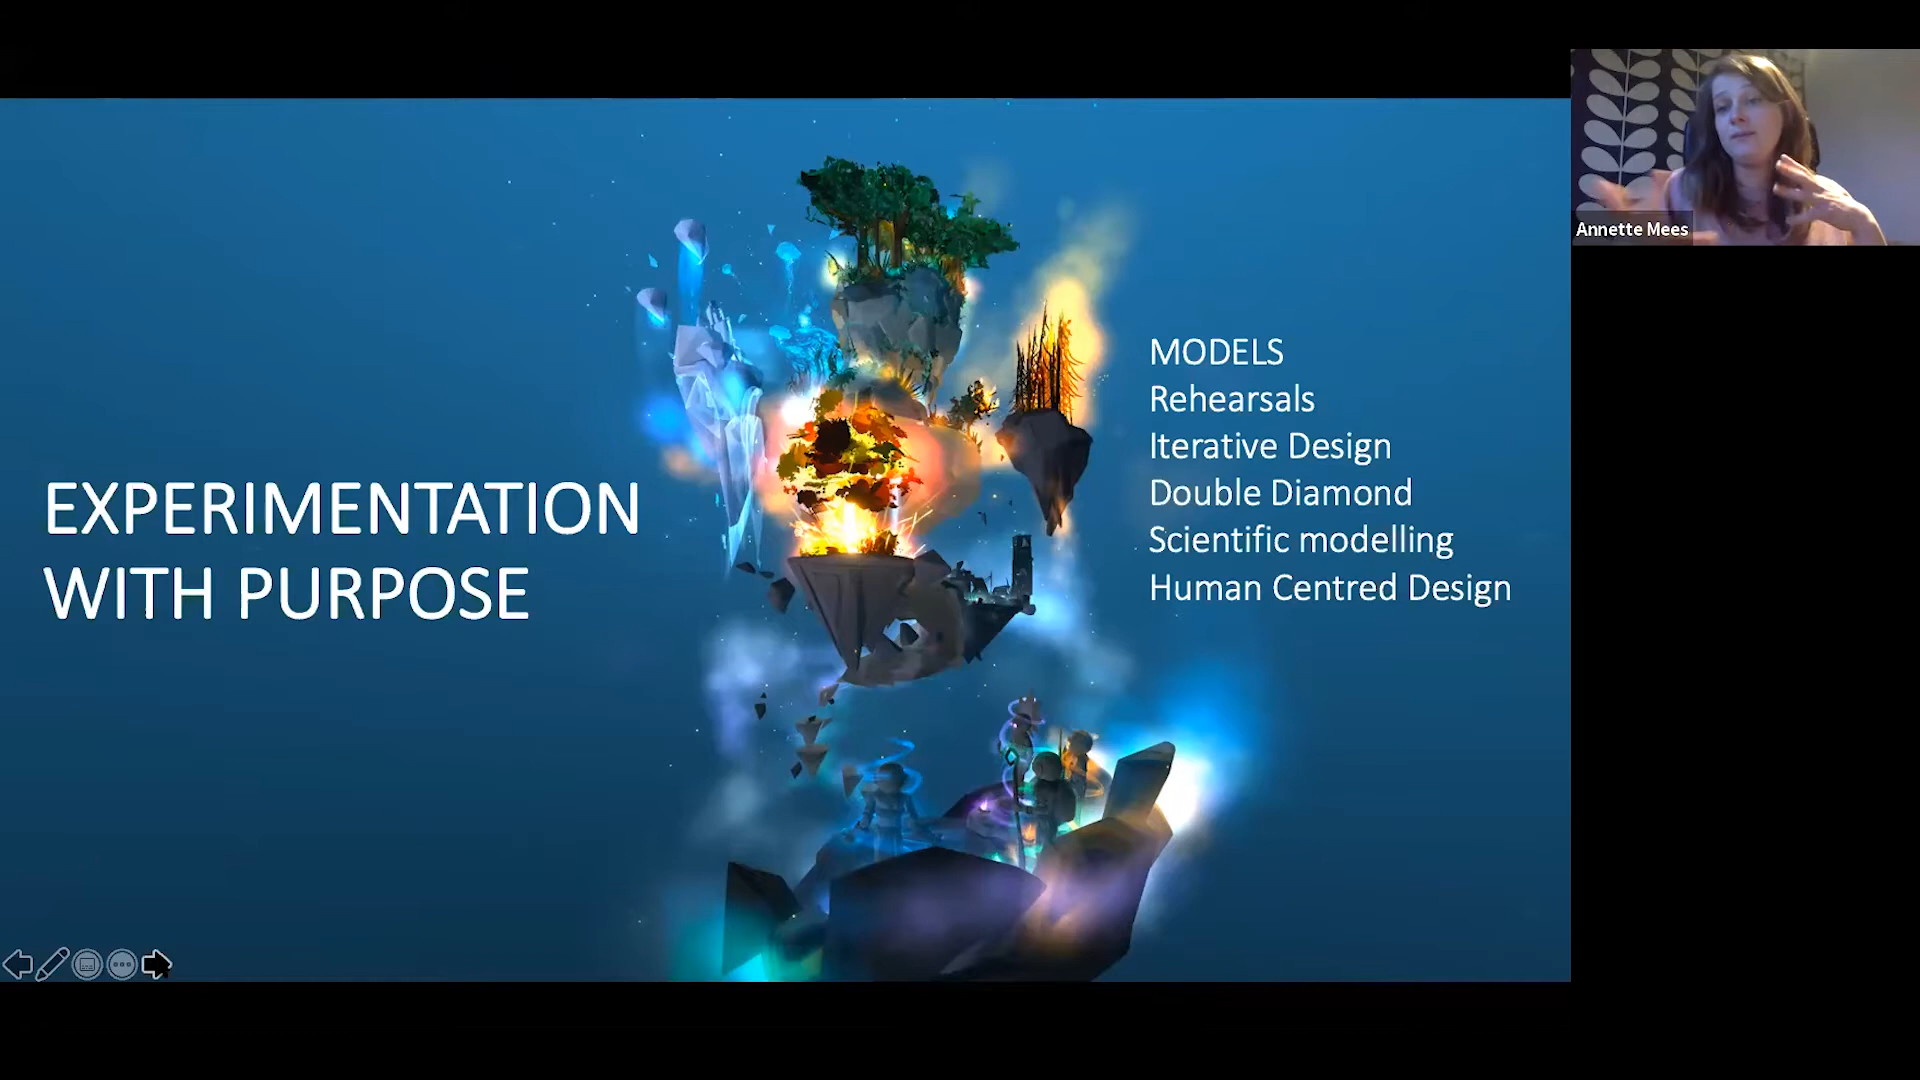 EXPERIMENTATION
WITH PURPOSE
MODELS
Rehearsals
Iterative Design
Double Diamond
Scientific modelling
Human Centred Design
Annette Mees